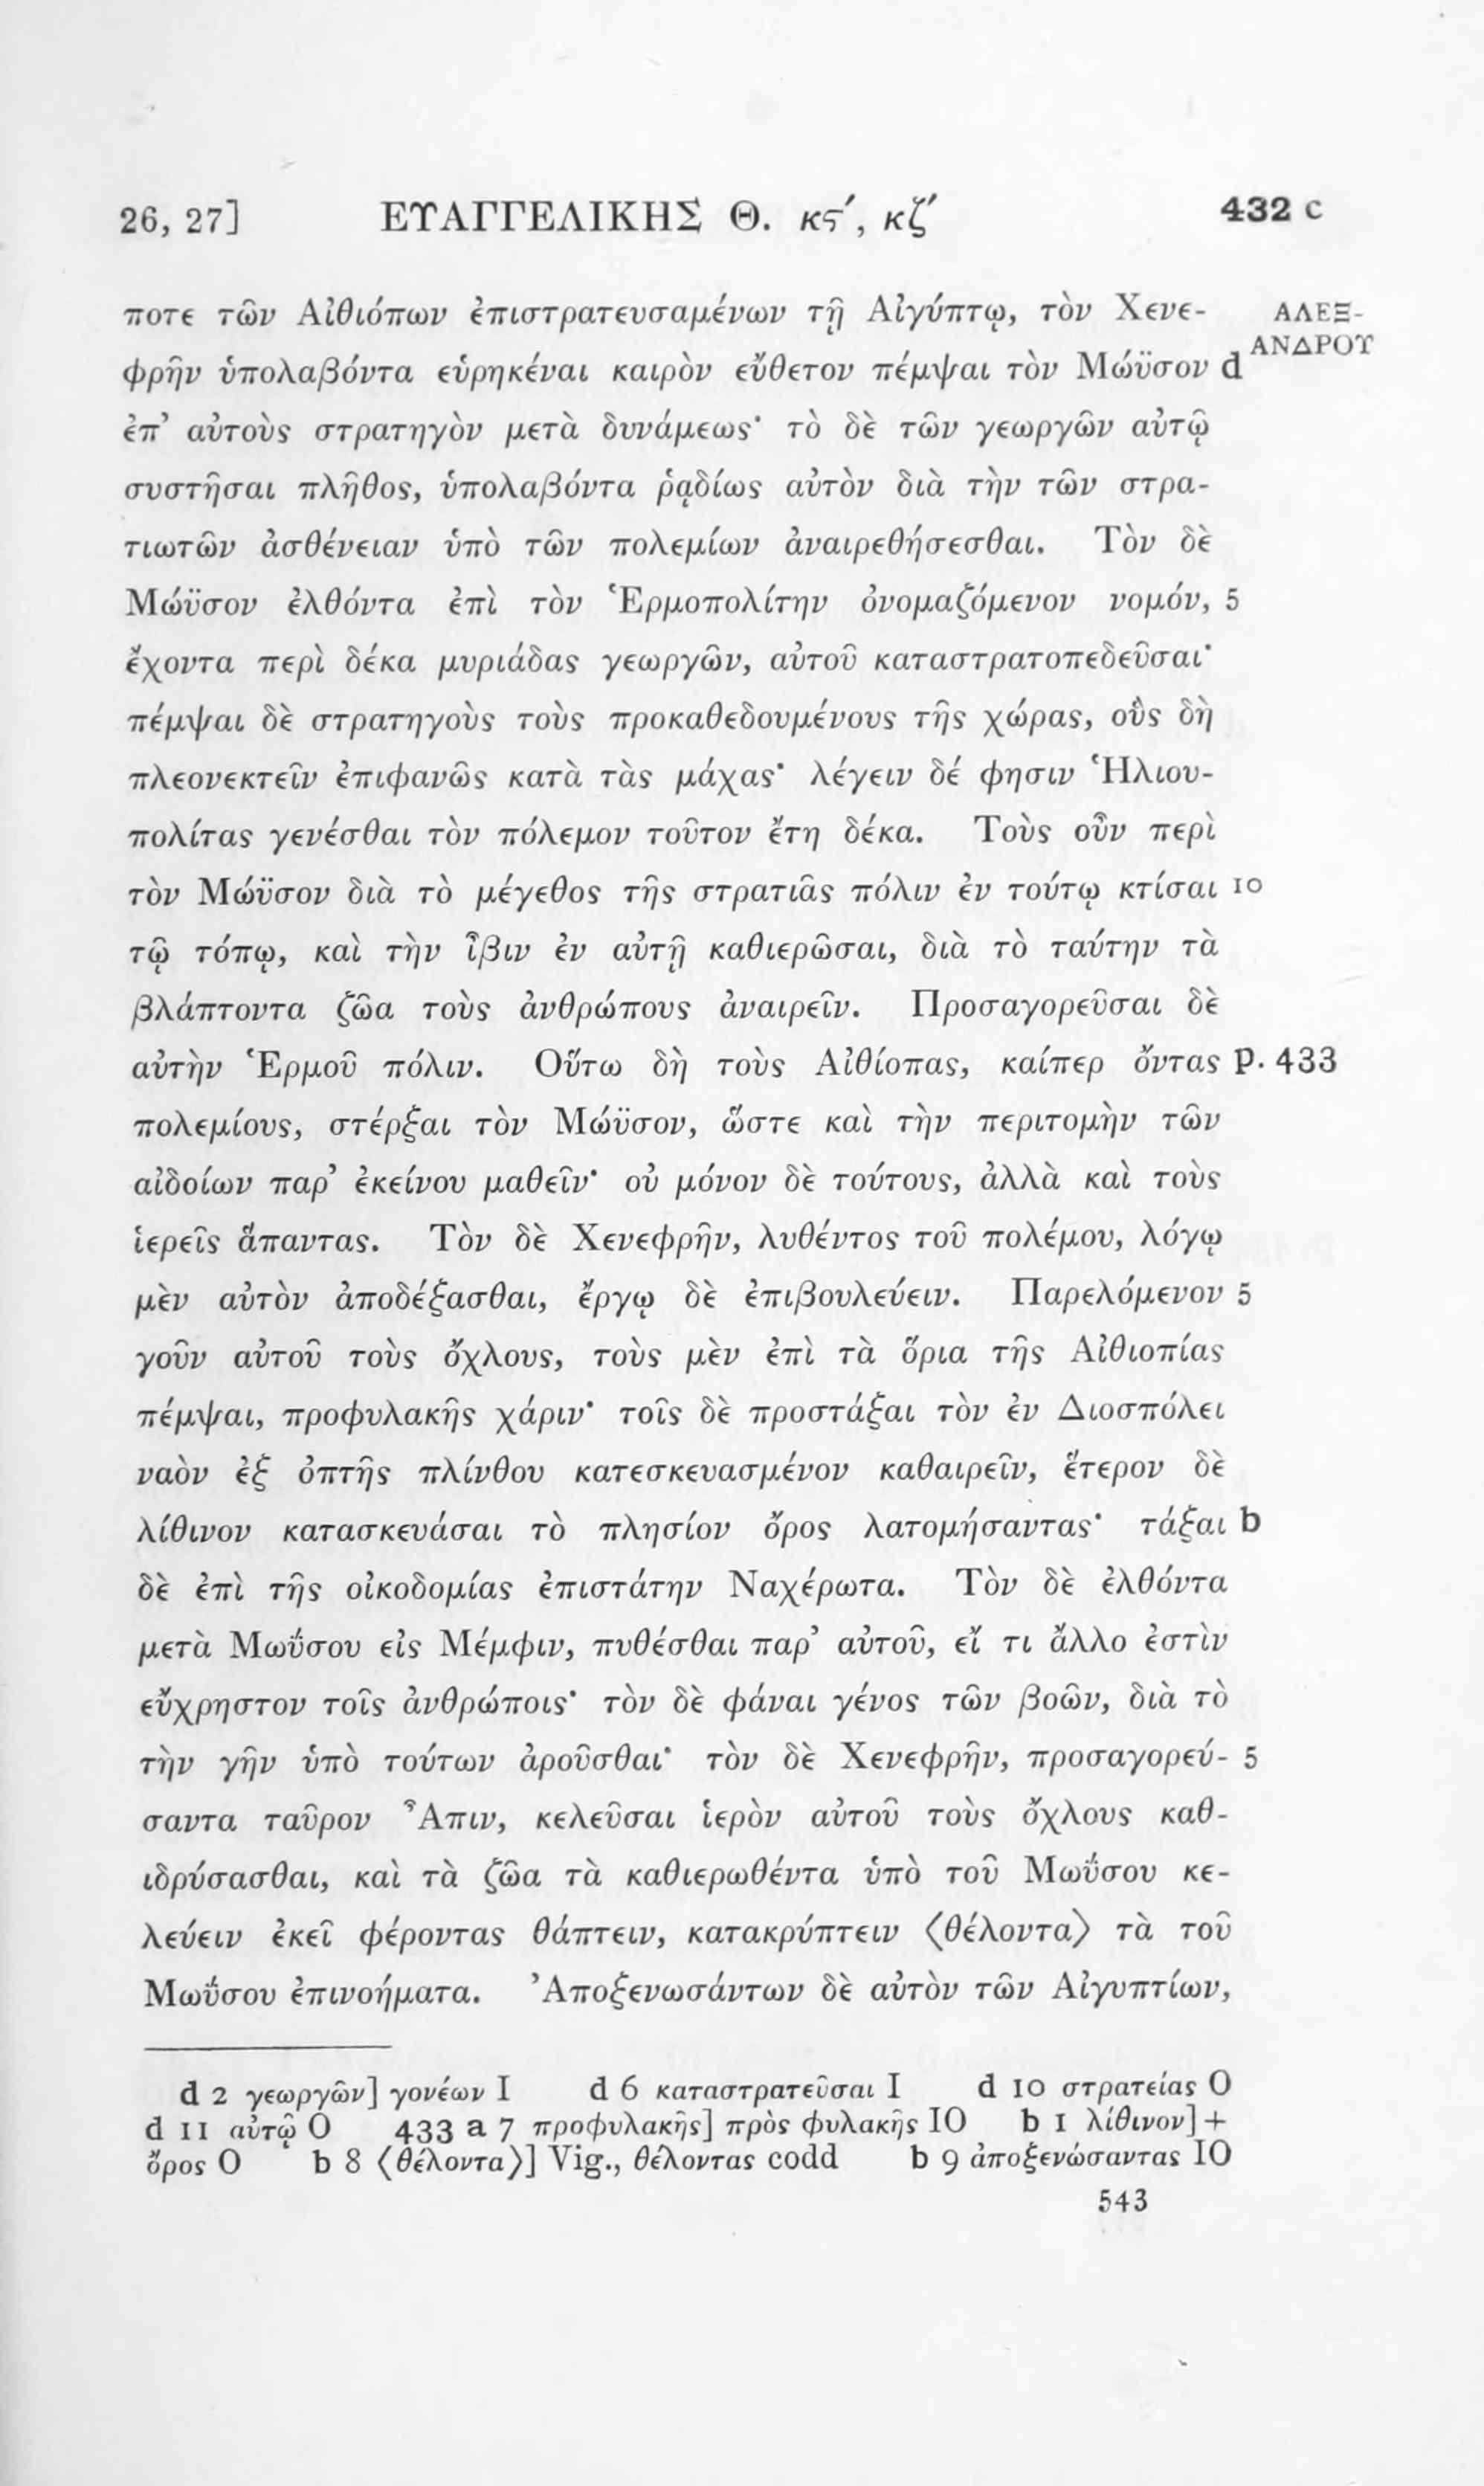 26, 27] ΕΥΑΓΓΕΛΙΚΗΣ Θ. κς′, κζ′ 432 c
ποτε τῶν Αἰθιόπων ἐπιστρατευσαμένων τῇ Αἰγύπτῳ, τὸν Χενε- ΑΛΕΞ-
φρῆν ὑπολαβόντα εὑρηκέναι καιρὸν εὔθετον πέμψαι τὸν Μώϋσον d ΑΝΔΡΟΥ
ἐπ’ αὐτοὺς στρατηγὸν μετὰ δυνάμεως· τὸ δὲ τῶν γεωργῶν αὐτῷ
συστῆσαι πλῆθος, ὑπολαβόντα ῥᾳδίως αὐτὸν διὰ τὴν τῶν στρα-
τιωτῶν ἀσθένειαν ὑπὸ τῶν πολεμίων ἀναιρεθήσεσθαι. Τὸν δὲ
Μώϋσον ἐλθόντα ἐπὶ τὸν Ἑρμοπολίτην ὀνομαζόμενον νομόν, 5
ἔχοντα περὶ δέκα μυριάδας γεωργῶν, αὐτοῦ καταστρατοπεδεῦσαι·
πέμψαι δὲ στρατηγοὺς τοὺς προκαθεδουμένους τῆς χώρας, οὓς δὴ
πλεονεκτεῖν ἐπιφανῶς κατὰ τὰς μάχας· λέγειν δέ φησιν Ἡλιου-
πολίτας γενέσθαι τὸν πόλεμον τοῦτον ἔτη δέκα. Τοὺς οὖν περὶ
τὸν Μώϋσον διὰ τὸ μέγεθος τῆς στρατιᾶς πόλιν ἐν τούτῳ κτίσαι 10
τῷ τόπῳ, καὶ τὴν ἶβιν ἐν αὐτῇ καθιερῶσαι, διὰ τὸ ταύτην τὰ
βλάπτοντα ζῶα τοὺς ἀνθρώπους ἀναιρεῖν. Προσαγορεῦσαι δὲ
αὐτὴν Ἑρμοῦ πόλιν. Οὕτω δὴ τοὺς Αἰθίοπας, καίπερ ὄντας p. 433
πολεμίους, στέρξαι τὸν Μώϋσον, ὥστε καὶ τὴν περιτομὴν τῶν
αἰδοίων παρ’ ἐκείνου μαθεῖν· οὐ μόνον δὲ τούτους, ἀλλὰ καὶ τοὺς
ἱερεῖς ἅπαντας. Τὸν δὲ Χενεφρῆν, λυθέντος τοῦ πολέμου, λόγῳ
μὲν αὐτὸν ἀποδέξασθαι, ἔργῳ δὲ ἐπιβουλεύειν. Παρελόμενον 5
γοῦν αὐτοῦ τοὺς ὄχλους, τοὺς μὲν ἐπὶ τὰ ὅρια τῆς Αἰθιοπίας
πέμψαι, προφυλακῆς χάριν· τοῖς δὲ προστάξαι τὸν ἐν Διοσπόλει
ναὸν ἐξ ὀπτῆς πλίνθου κατεσκευασμένον καθαιρεῖν, ἕτερον δὲ
λίθινον κατασκευάσαι τὸ πλησίον ὄρος λατομήσαντας· τάξαι b
δὲ ἐπὶ τῆς οἰκοδομίας ἐπιστάτην Ναχέρωτα. Τὸν δὲ ἐλθόντα
μετὰ Μωΰσου εἰς Μέμφιν, πυθέσθαι παρ’ αὐτοῦ, εἴ τι ἄλλο ἐστὶν
εὔχρηστον τοῖς ἀνθρώποις· τὸν δὲ φάναι γένος τῶν βοῶν, διὰ τὸ
τὴν γῆν ὑπὸ τούτων ἀροῦσθαι· τὸν δὲ Χενεφρῆν, προσαγορεύ- 5
σαντα ταῦρον Ἆπιν, κελεῦσαι ἱερὸν αὐτοῦ τοὺς ὄχλους καθ-
ιδρύσασθαι, καὶ τὰ ζῶα τὰ καθιερωθέντα ὑπὸ τοῦ Μωΰσου κε-
λεύειν ἐκεῖ φέροντας θάπτειν, κατακρύπτειν ⟨θέλοντα⟩ τὰ τοῦ
Μωΰσου ἐπινοήματα. Ἀποξενωσάντων δὲ αὐτὸν τῶν Αἰγυπτίων,
d 2 γεωργῶν] γονέων I d 6 καταστρατεῦσαι I d 10 στρατείας O
d 11 αὐτῷ O 433 a 7 προφυλακῆς] πρὸς φυλακῆς IO b 1 λίθινον] +
ὄρος O b 8 ⟨θέλοντα⟩] Vig., θέλοντας codd b 9 ἀποξενώσαντας IO
543